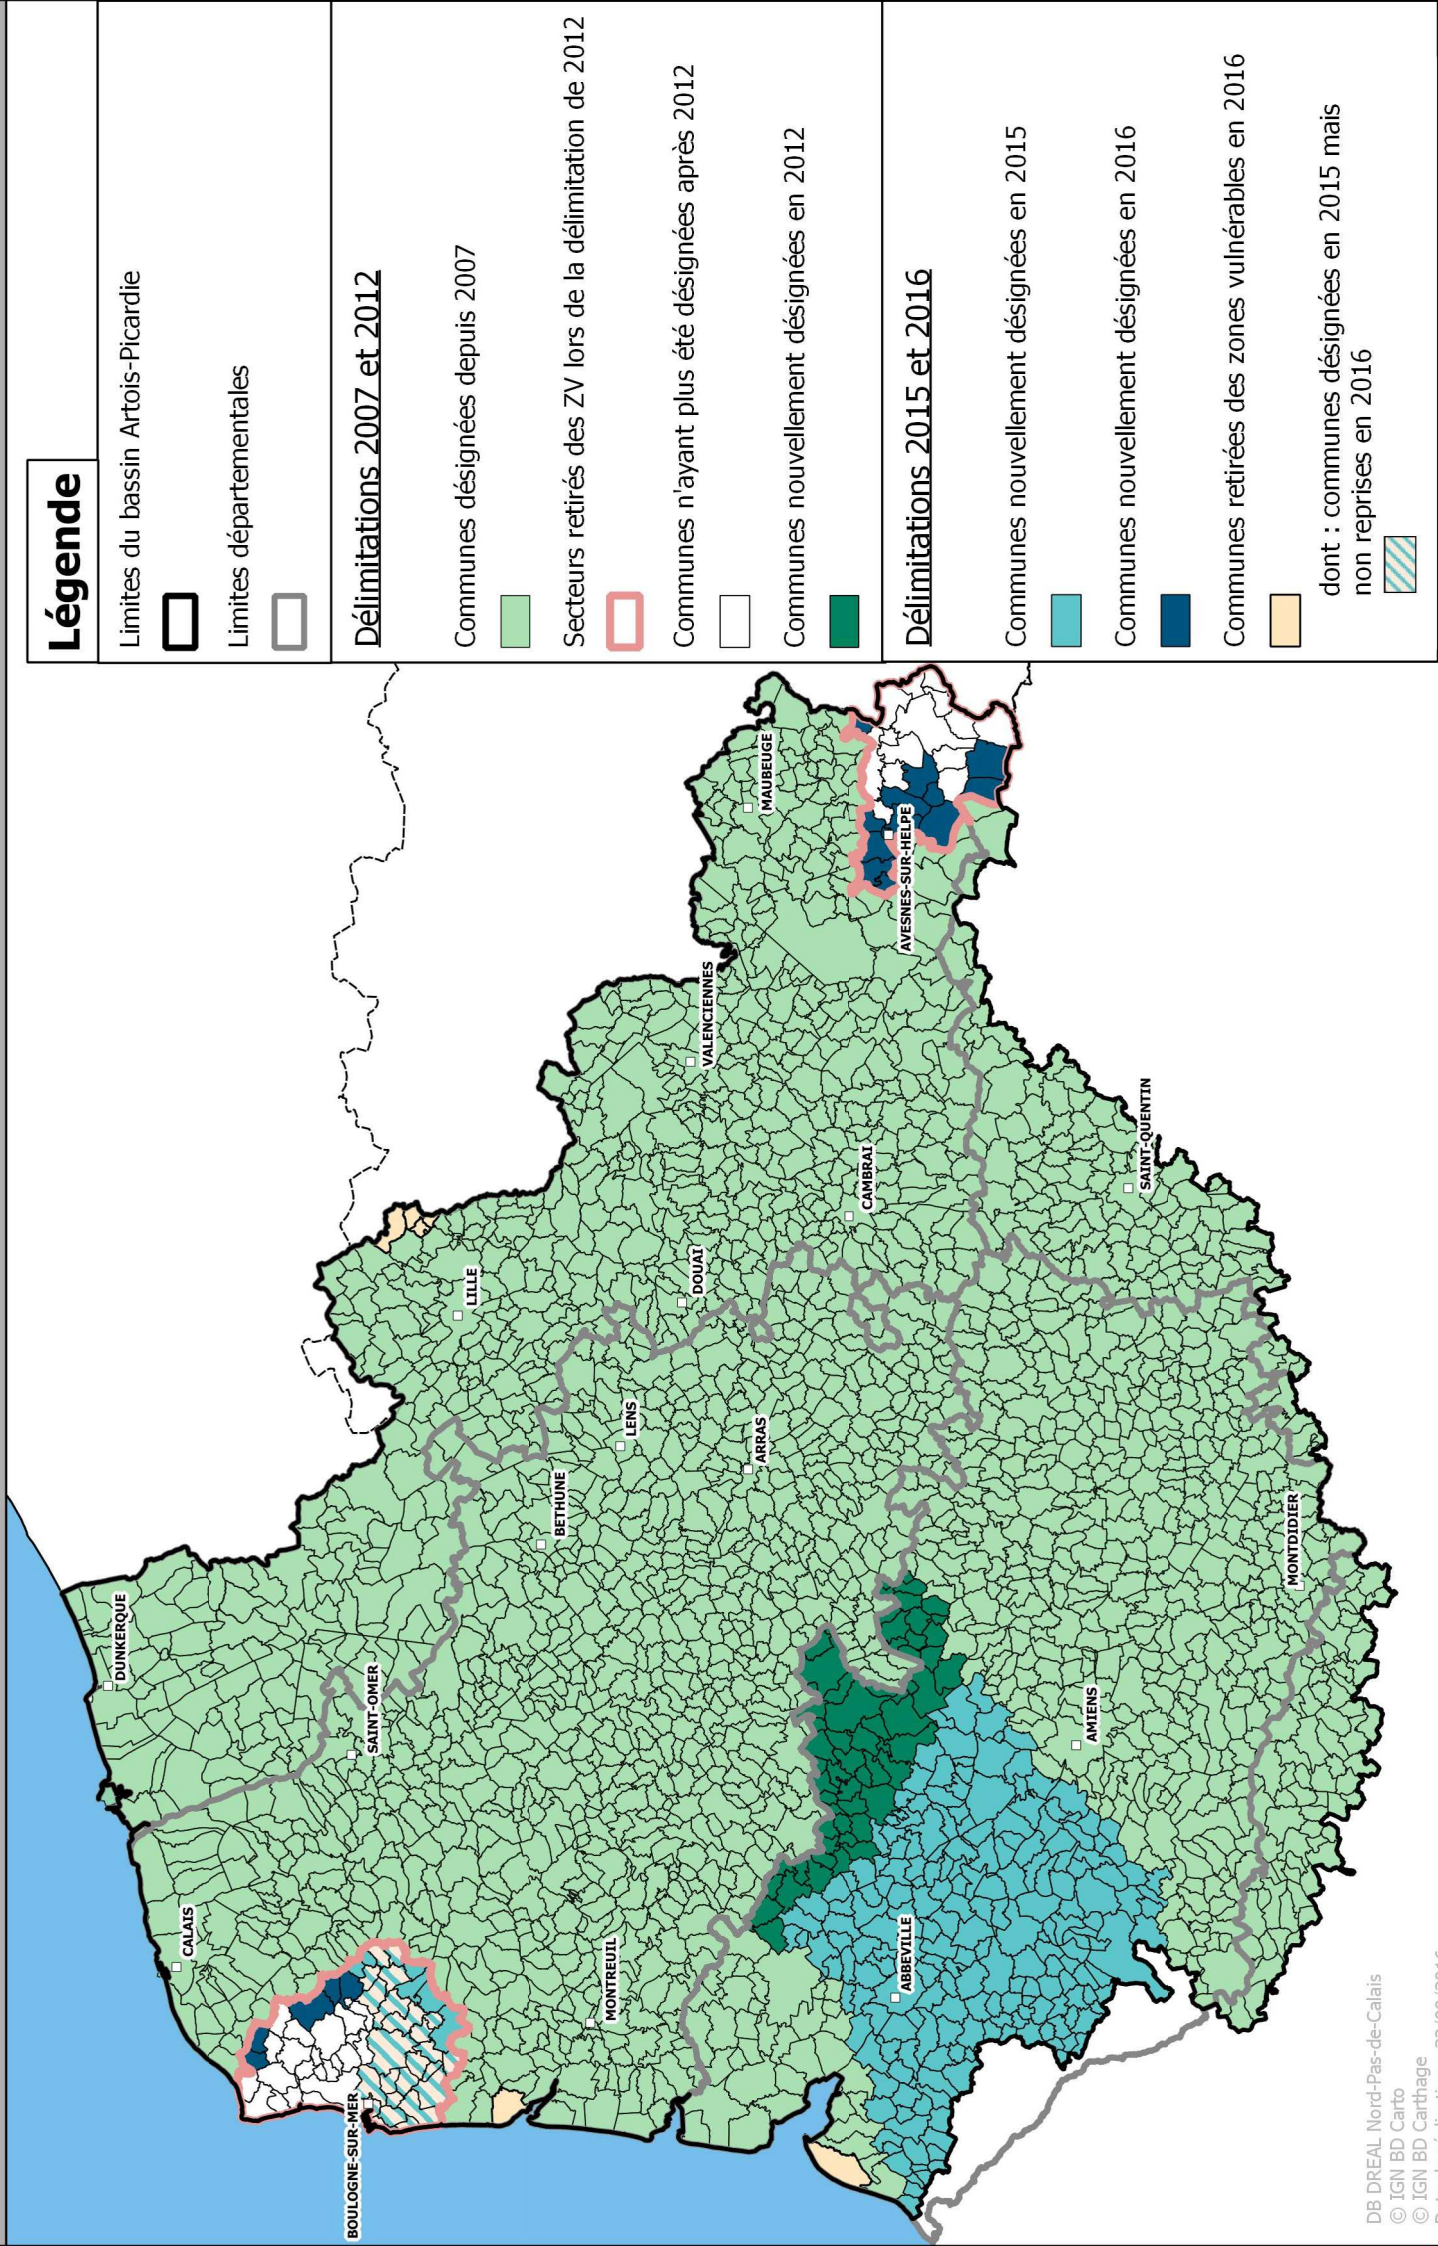 Légende
Limites du bassin Artois-Picardie
Limites départementales
Délimitations 2007 et 2012
Communes désignées depuis 2007
Secteurs retirés des ZV lors de la délimitation de 2012
Communes n'ayant plus été désignées après 2012
Communes nouvellement désignées en 2012
Délimitations 2015 et 2016
Communes nouvellement désignées en 2015
Communes nouvellement désignées en 2016
Communes retirées des zones vulnérables en 2016
dont : communes désignées en 2015 mais
non reprises en 2016
DUNKERQUE
CALAIS
SAINT-OMER
BOULOGNE-SUR-MER
LILLE
BETHUNE
MONTREUIL
LENS
DOUAI
VALENCIENNES
ARRAS
MAUBEUGE
CAMBRAI
AVESNES-SUR-HELPE
ABBEVILLE
AMIENS
SAINT-QUENTIN
MONTDIDIER
DB DREAL Nord-Pas-de-Calais
© IGN BD Carto
© IGN BD Carthage